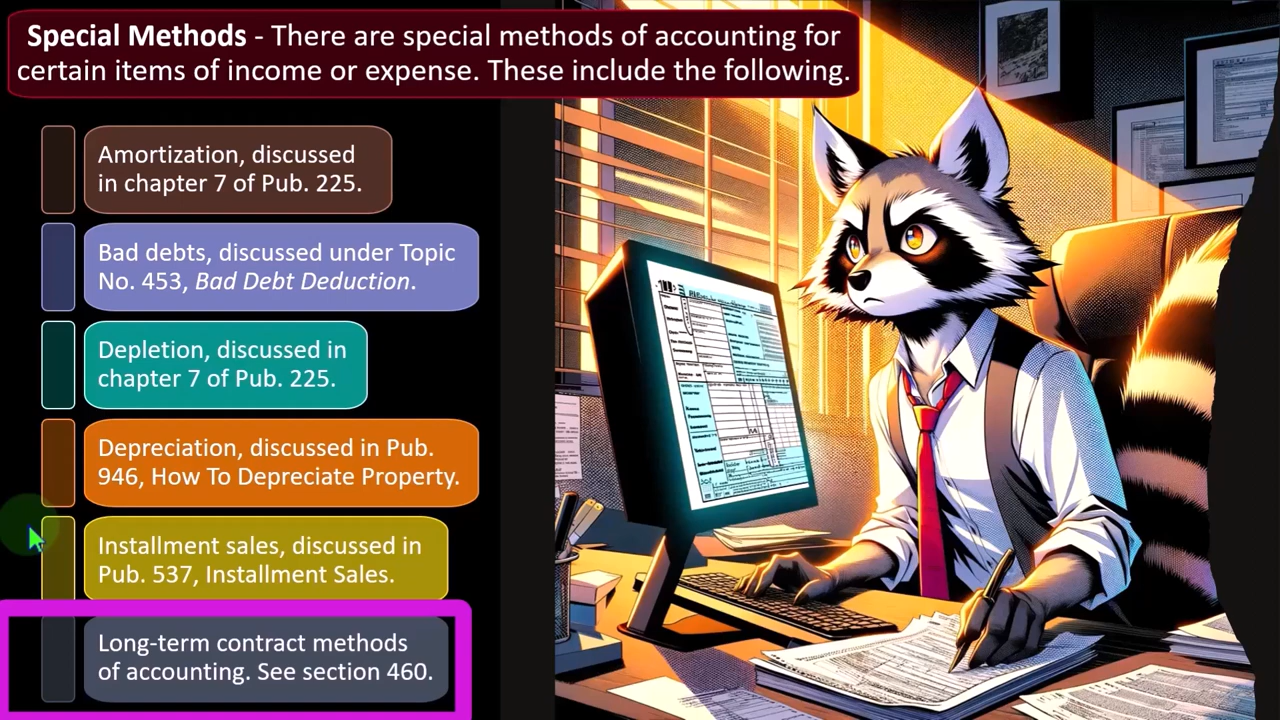 Special Methods - There are special methods of accounting for
certain items of income or expense. These include the following.
Amortization, discussed
in chapter 7 of Pub. 225.
Bad debts, discussed under Topic
No. 453, Bad Debt Deduction.
Depletion, discussed in
chapter 7 of Pub. 225.
Depreciation, discussed in Pub.
946, How To Depreciate Property.
Installment sales, discussed in
Pub. 537, Installment Sales.
Long-term contract methods
of accounting. See section 460.